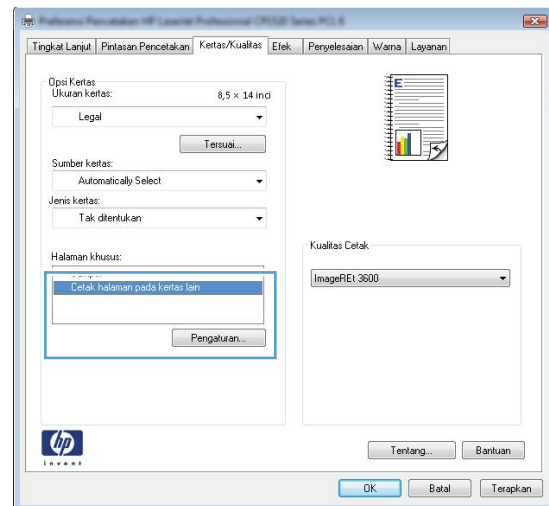 Tingkat Lanjut Pintasan Pencetakan Kertas/Kualitas Efek Penyelesaian Warna Layanan
Opsi Kertas
Ukuran kertas: 8,5 × 14 inci
Legal
Tersuai...
Sumber kertas:
Automatically Select
Jenis kertas:
Tak ditentukan
Halaman khusus:
Cetak halaman pada kertas lain
Pengaturan...
E
Kualitas Cetak
ImageREt 3600
hp
invent
Tentang... Bantuan
OK Batal Terapkan